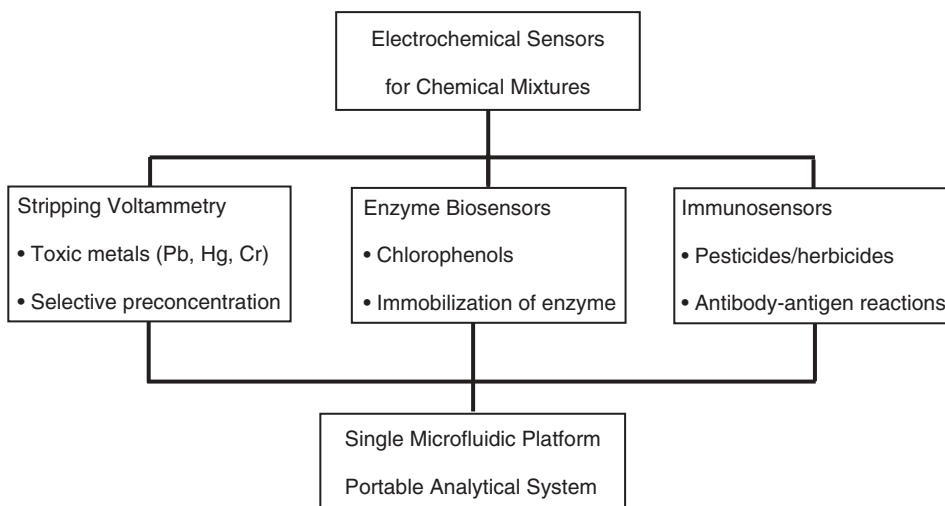 Electrochemical Sensors
for Chemical Mixtures
Stripping Voltammetry
• Toxic metals (Pb, Hg, Cr)
• Selective preconcentration
Enzyme Biosensors
• Chlorophenols
• Immobilization of enzyme
Immunosensors
• Pesticides/herbicides
• Antibody-antigen reactions
Single Microfluidic Platform
Portable Analytical System